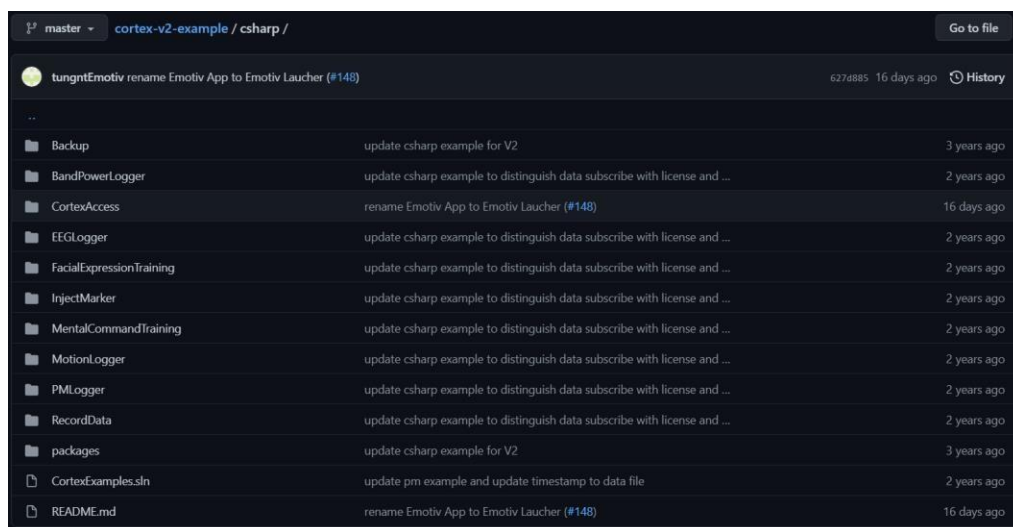 master cortex-v2-example / csharp / Go to file
tungntEmotiv rename Emotiv App to Emotiv Laucher (#148) 627d885 16 days ago History
..
Backup update csharp example for V2 3 years ago
BandPowerLogger update csharp example to distinguish data subscribe with license and ... 2 years ago
CortexAccess rename Emotiv App to Emotiv Laucher (#148) 16 days ago
EEGLogger update csharp example to distinguish data subscribe with license and ... 2 years ago
FacialExpressionTraining update csharp example to distinguish data subscribe with license and ... 2 years ago
InjectMarker update csharp example to distinguish data subscribe with license and ... 2 years ago
MentalCommandTraining update csharp example to distinguish data subscribe with license and ... 2 years ago
MotionLogger update csharp example to distinguish data subscribe with license and ... 2 years ago
PMLogger update csharp example to distinguish data subscribe with license and ... 2 years ago
RecordData update csharp example to distinguish data subscribe with license and ... 2 years ago
packages update csharp example for V2 3 years ago
CortexExamples.sln update pm example and update timestamp to data file 2 years ago
README.md rename Emotiv App to Emotiv Laucher (#148) 16 days ago